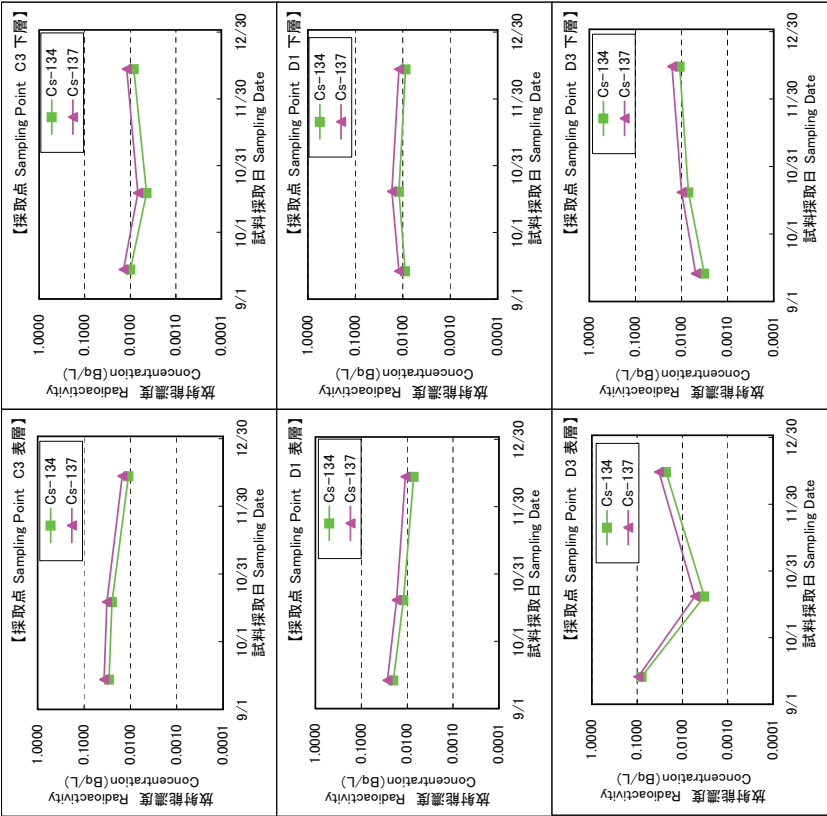 【採取点 Sampling Point C3 表層】
放射能濃度 Radioactivity
Concentration(Bq/L)
1.0000
0.1000
0.0100
0.0010
0.0001
Cs-134
Cs-137
9/1 10/1 10/31 11/30 12/30
試料採取日 Sampling Date
【採取点 Sampling Point C3 下層】
放射能濃度 Radioactivity
Concentration(Bq/L)
1.0000
0.1000
0.0100
0.0010
0.0001
Cs-134
Cs-137
9/1 10/1 10/31 11/30 12/30
試料採取日 Sampling Date
【採取点 Sampling Point D1 表層】
放射能濃度 Radioactivity
Concentration(Bq/L)
1.0000
0.1000
0.0100
0.0010
0.0001
Cs-134
Cs-137
9/1 10/1 10/31 11/30 12/30
試料採取日 Sampling Date
【採取点 Sampling Point D1 下層】
放射能濃度 Radioactivity
Concentration(Bq/L)
1.0000
0.1000
0.0100
0.0010
0.0001
Cs-134
Cs-137
9/1 10/1 10/31 11/30 12/30
試料採取日 Sampling Date
【採取点 Sampling Point D3 表層】
放射能濃度 Radioactivity
Concentration(Bq/L)
1.0000
0.1000
0.0100
0.0010
0.0001
Cs-134
Cs-137
9/1 10/1 10/31 11/30 12/30
試料採取日 Sampling Date
【採取点 Sampling Point D3 下層】
放射能濃度 Radioactivity
Concentration(Bq/L)
1.0000
0.1000
0.0100
0.0010
0.0001
Cs-134
Cs-137
9/1 10/1 10/31 11/30 12/30
試料採取日 Sampling Date